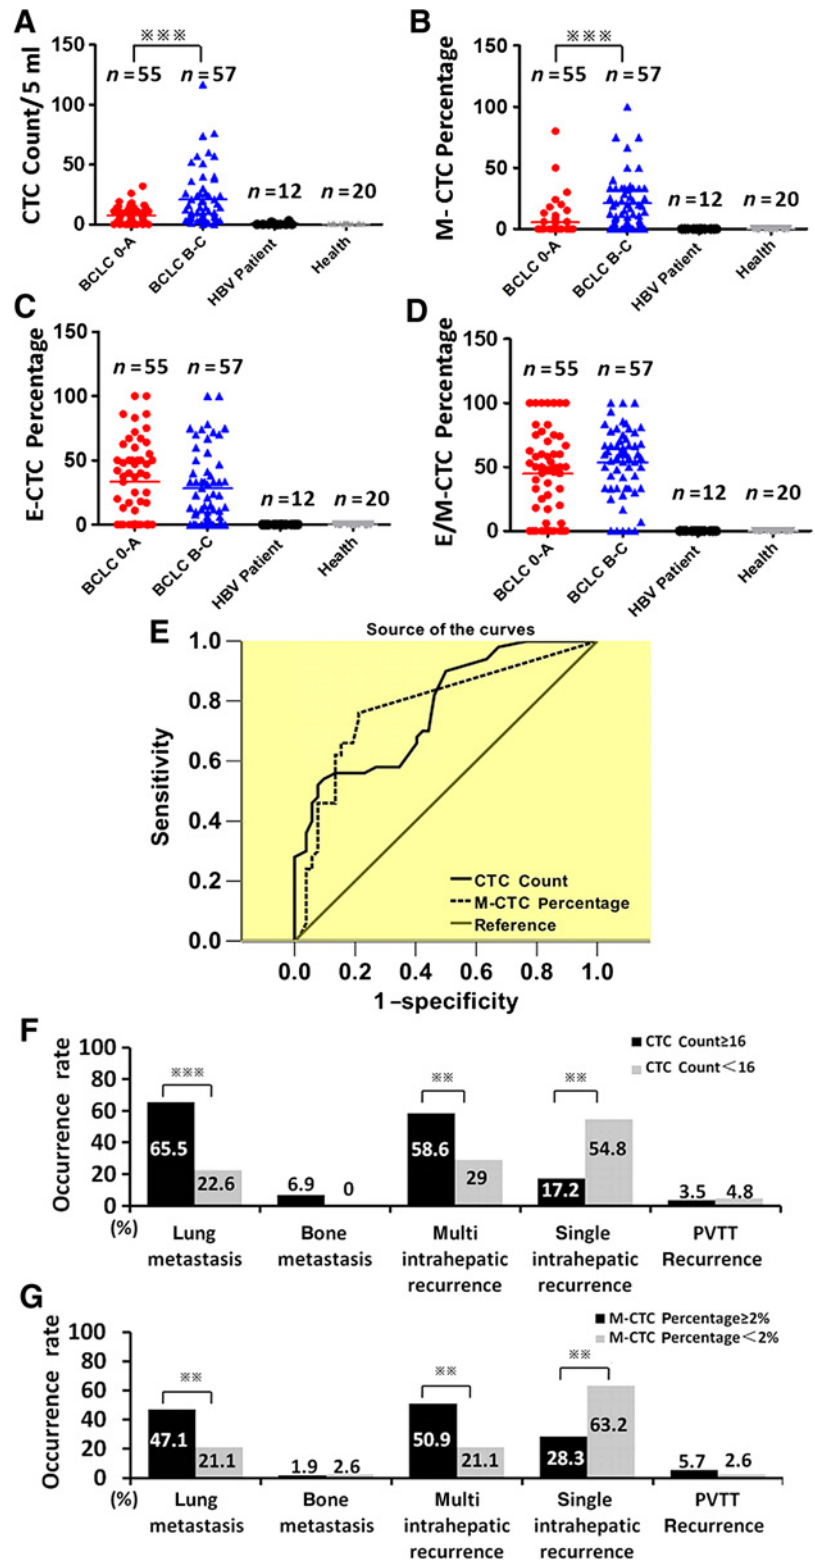 A
CTC Count/5 ml
150
100
50
0
※※※
n=55
n=57
n=12
n=20
BCLC 0-A
BCLC B-C
HBV Patient
Health
B
M- CTC Percentage
150
100
50
0
※※※
n=55
n=57
n=12
n=20
BCLC 0-A
BCLC B-C
HBV Patient
Health
C
E-CTC Percentage
150
100
50
0
n=55
n=57
n=12
n=20
BCLC 0-A
BCLC B-C
HBV Patient
Health
D
E/M-CTC Percentage
150
100
50
0
n=55
n=57
n=12
n=20
BCLC 0-A
BCLC B-C
HBV Patient
Health
E
Source of the curves
Sensitivity
1.0
0.8
0.6
0.4
0.2
0.0
CTC Count
M-CTC Percentage
Reference
0.0 0.2 0.4 0.6 0.8 1.0
1–specificity
F
Occurrence rate
(%)
100
80
60
40
20
0
CTC Count≥16
CTC Count<16
※※※
※※
※※
65.5 22.6
6.9 0
58.6 29
17.2 54.8
3.5 4.8
Lung
metastasis
Bone
metastasis
Multi
intrahepatic
recurrence
Single
intrahepatic
recurrence
PVTT
Recurrence
G
Occurrence rate
(%)
100
80
60
40
20
0
M-CTC Percentage≥2%
M-CTC Percentage<2%
※※
※※
※※
47.1 21.1
1.9 2.6
50.9 21.1
28.3 63.2
5.7 2.6
Lung
metastasis
Bone
metastasis
Multi
intrahepatic
recurrence
Single
intrahepatic
recurrence
PVTT
Recurrence